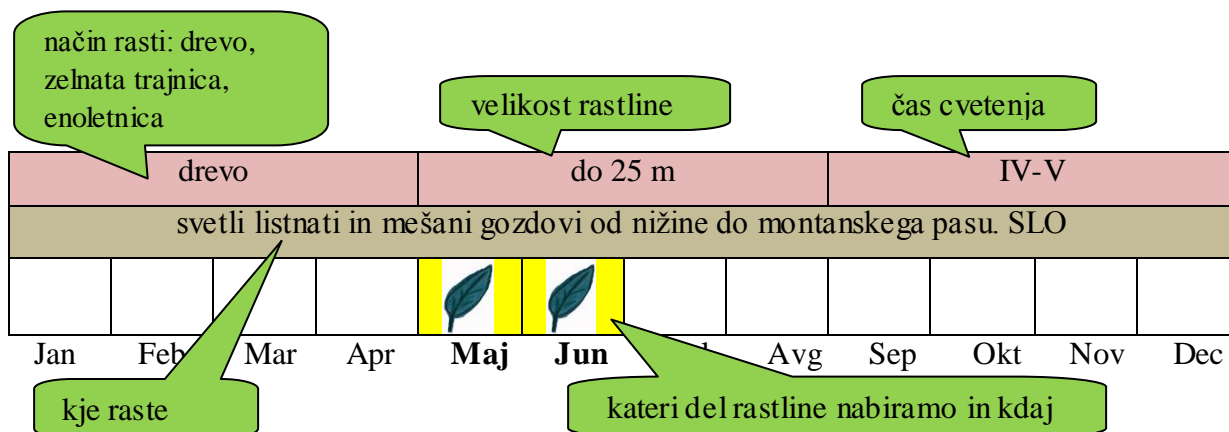 način rasti: drevo,
zelnata trajnica,
enoletnica
velikost rastline
čas cvetenja
drevo do 25 m IV-V
svetli listnati in mešani gozdovi od nižine do montanskega pasu. SLO
Jan Feb Mar Apr Maj Jun Avg Sep Okt Nov Dec
kje raste
kateri del rastline nabiramo in kdaj